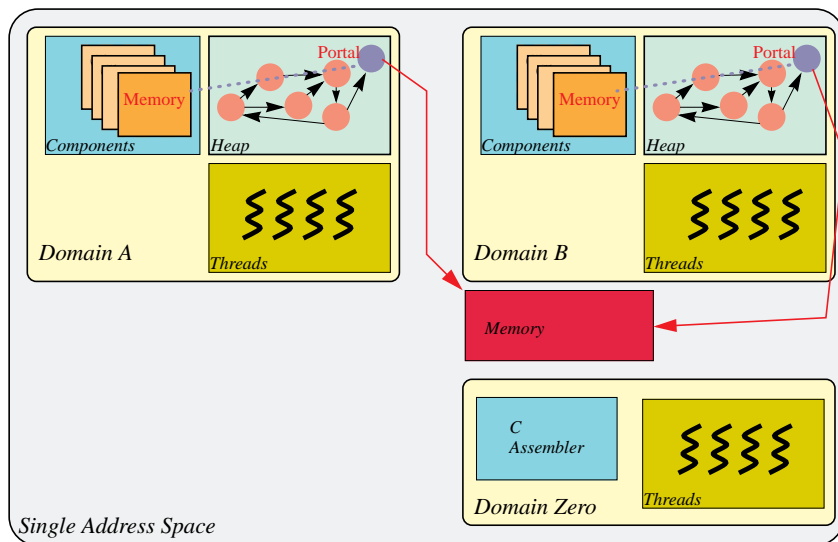 Portal
Memory
Components
Heap
Domain A
Threads
Portal
Memory
Components
Heap
Domain B
Threads
Memory
C
Assembler
Domain Zero
Threads
Single Address Space